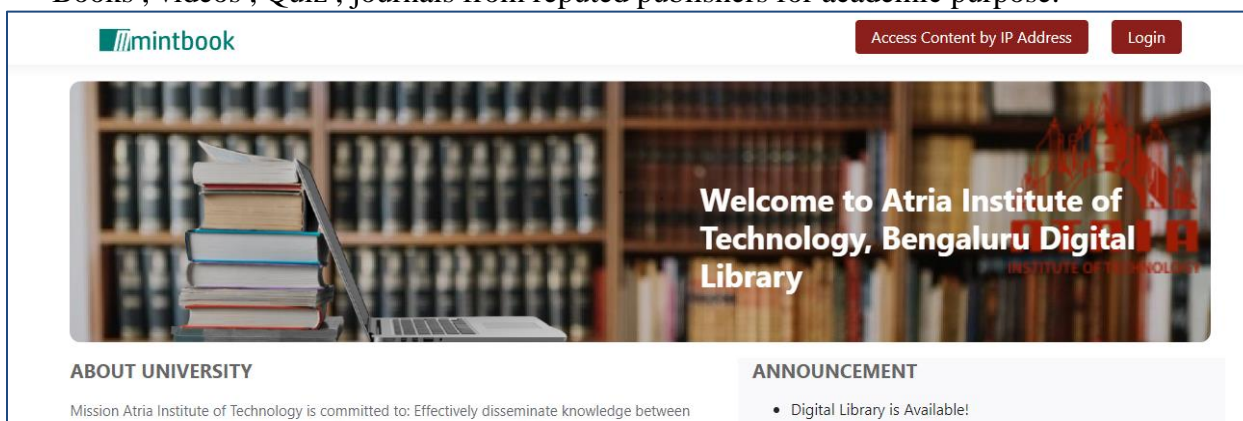 Books , videos , Quiz , journals from reputed publishers for academic purpose.
mintbook
Access Content by IP Address
Login
Welcome to Atria Institute of
Technology, Bengaluru Digital
Library
INSTITUTE OF TECHNOLOGY
ABOUT UNIVERSITY
Mission Atria Institute of Technology is committed to: Effectively disseminate knowledge between
ANNOUNCEMENT
• Digital Library is Available!